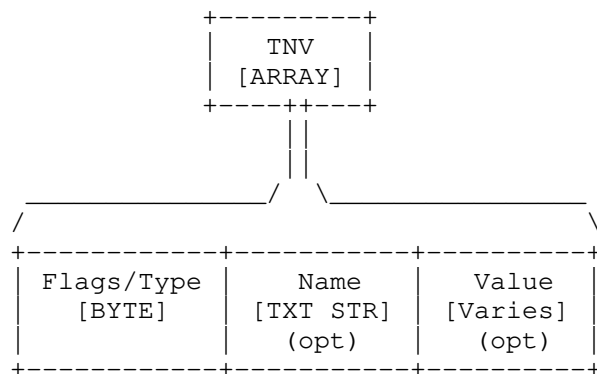 TNV
[ARRAY]
Flags/Type Name Value
[BYTE] [TXT STR] [Varies]
(opt) (opt)